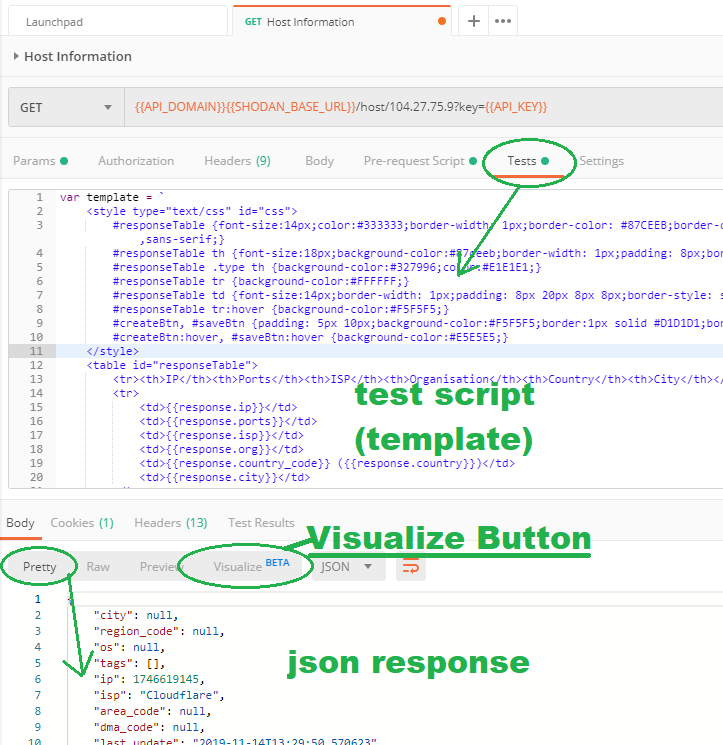 Launchpad
GET Host Information
+ •••
Host Information
GET {{API_DOMAIN}}{{SHODAN_BASE_URL}}/host/104.27.75.9?key={{API_KEY}}
Params Authorization Headers (9) Body Pre-request Script Tests Settings
1 var template = `
2 <style type="text/css" id="css">
3 #responseTable {font-size:14px;color:#333333;border-width: 1px;border-color: #87CEEB;border-co
,sans-serif;}
4 #responseTable th {font-size:18px;background-color:#87ceeb;border-width: 1px;padding: 8px;bor
5 #responseTable .type th {background-color:#327996;color:#E1E1E1;}
6 #responseTable tr {background-color:#FFFFFF;}
7 #responseTable td {font-size:14px;border-width: 1px;padding: 8px 20px 8px 8px;border-style: s
8 #responseTable tr:hover {background-color:#F5F5F5;}
9 #createBtn, #saveBtn {padding: 5px 10px;background-color:#F5F5F5;border:1px solid #D1D1D1;bor
10 #createBtn:hover, #saveBtn:hover {background-color:#E5E5E5;}
11 </style>
12 <table id="responseTable">
13 <tr><th>IP</th><th>Ports</th><th>ISP</th><th>Organisation</th><th>Country</th><th>City</th></
14 <tr>
15 <td>{{response.ip}}</td>
16 <td>{{response.ports}}</td>
17 <td>{{response.isp}}</td>
18 <td>{{response.org}}</td>
19 <td>{{response.country_code}} ({{response.country}})</td>
20 <td>{{response.city}}</td>
test script
(template)
Body Cookies (1) Headers (13) Test Results
Visualize Button
Pretty Raw Preview Visualize BETA JSON
1 {
2 "city": null,
3 "region_code": null,
4 "os": null,
5 "tags": [],
6 "ip": 1746619145,
7 "isp": "Cloudflare",
8 "area_code": null,
9 "dma_code": null,
10 "last_update": "2019-11-14T13:29:50.570623"
json response